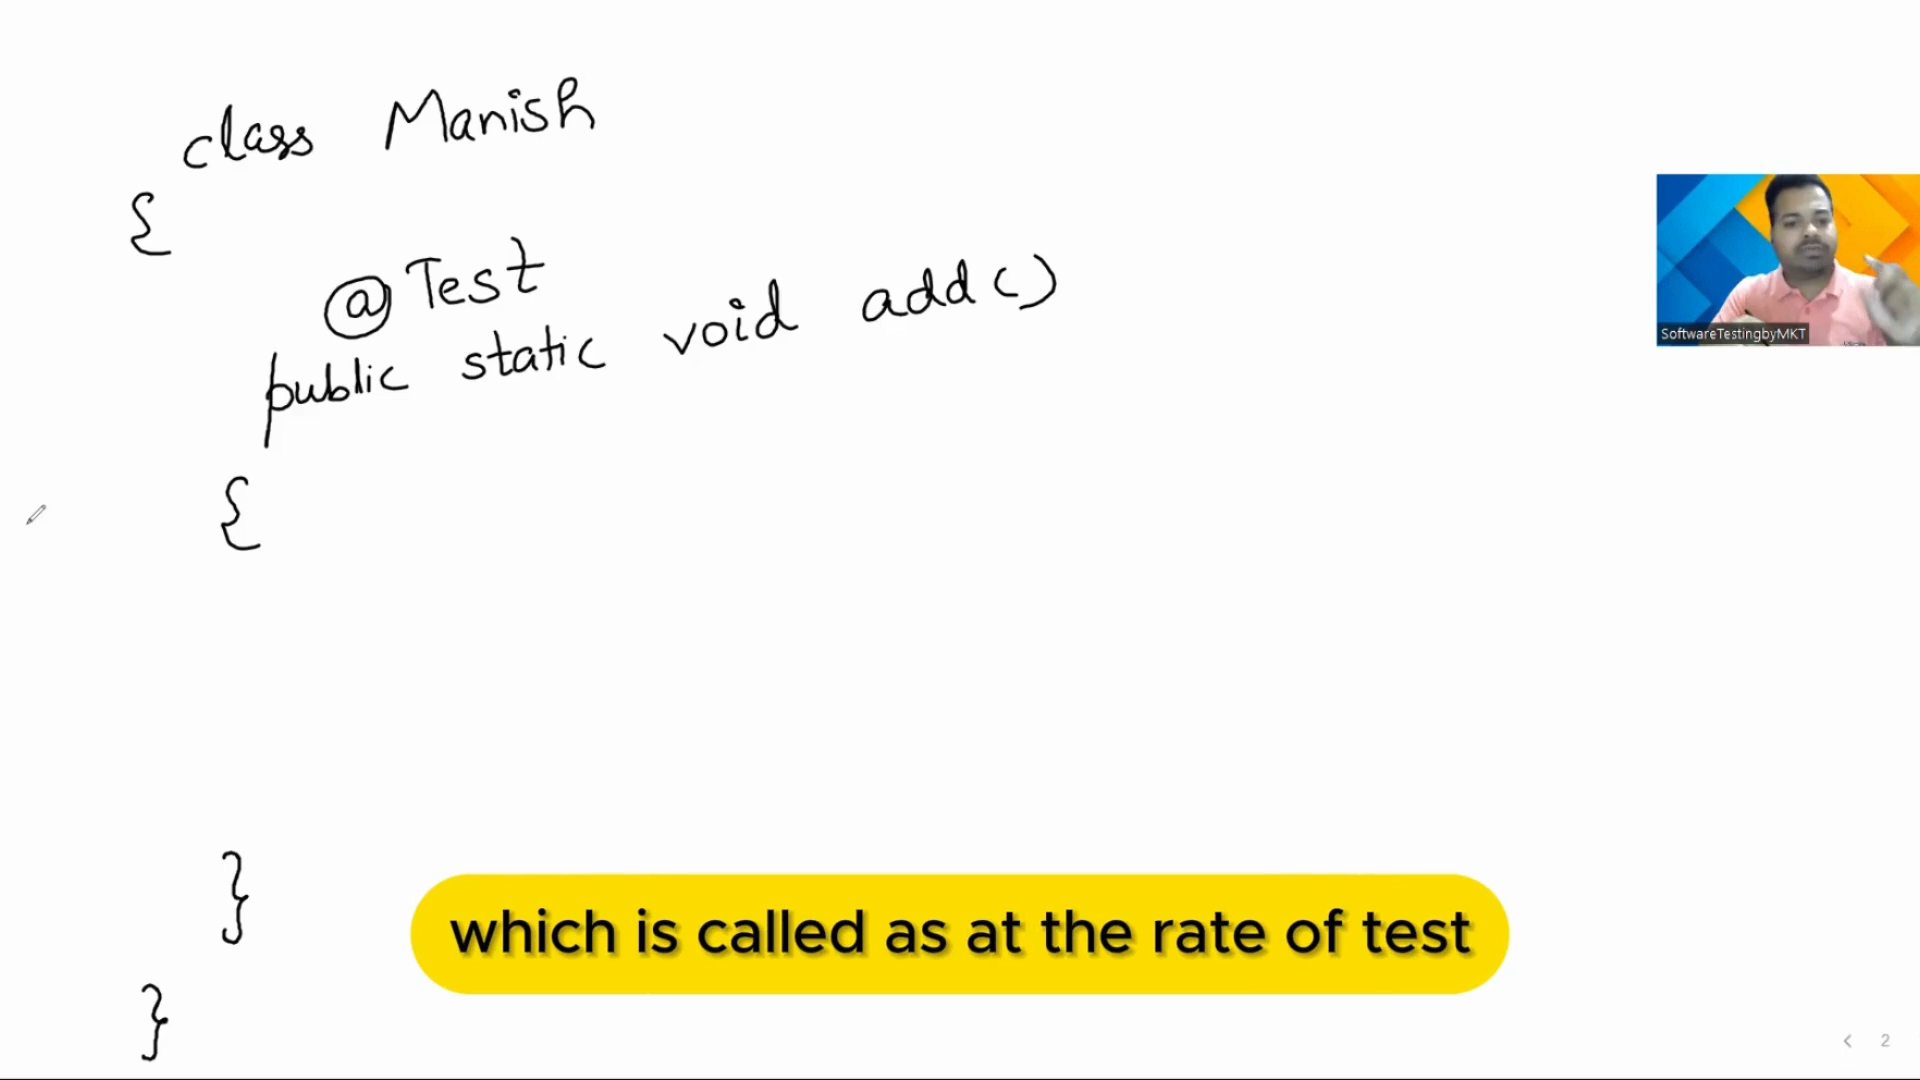 class Manish
{
@Test
public static void add()
{
}
}
SoftwareTestingbyMKT
which is called as at the rate of test
< 2